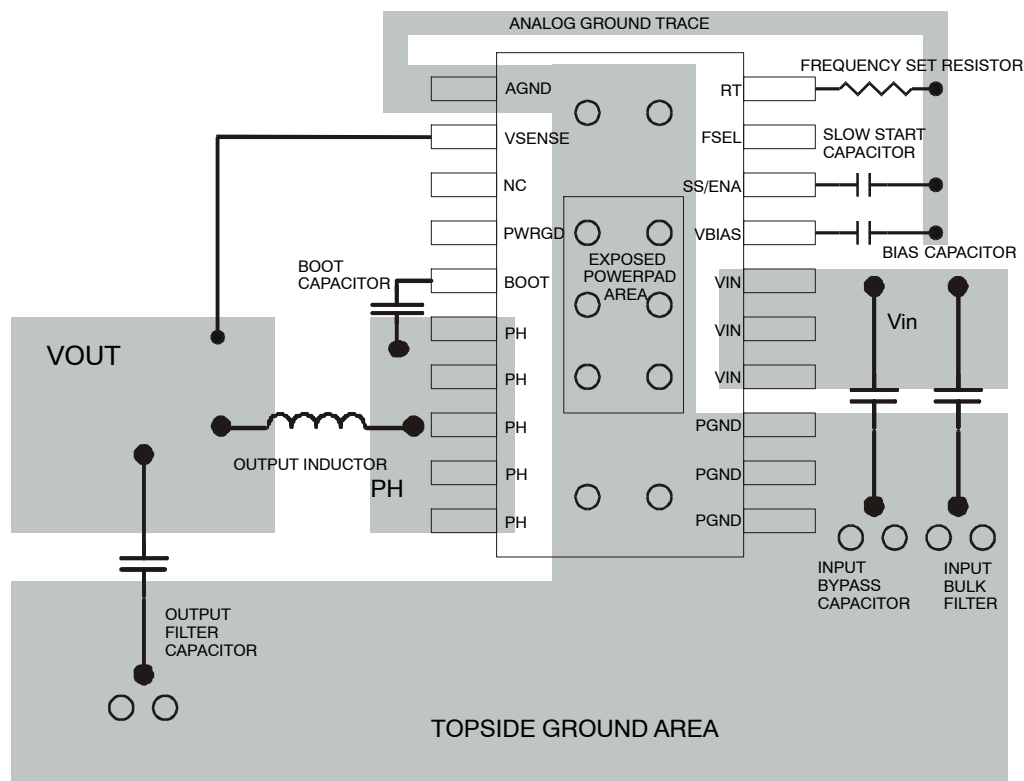 ANALOG GROUND TRACE
FREQUENCY SET RESISTOR
AGND
RT
VSENSE
FSEL
SLOW START
CAPACITOR
NC
SS/ENA
PWRGD
VBIAS
BIAS CAPACITOR
EXPOSED
POWERPAD
AREA
BOOT
CAPACITOR
BOOT
VIN
Vin
PH
VIN
VOUT
PH
VIN
PH
PGND
OUTPUT INDUCTOR
PH
PH
PGND
PH
PGND
INPUT
BYPASS
CAPACITOR
INPUT
BULK
FILTER
OUTPUT
FILTER
CAPACITOR
TOPSIDE GROUND AREA